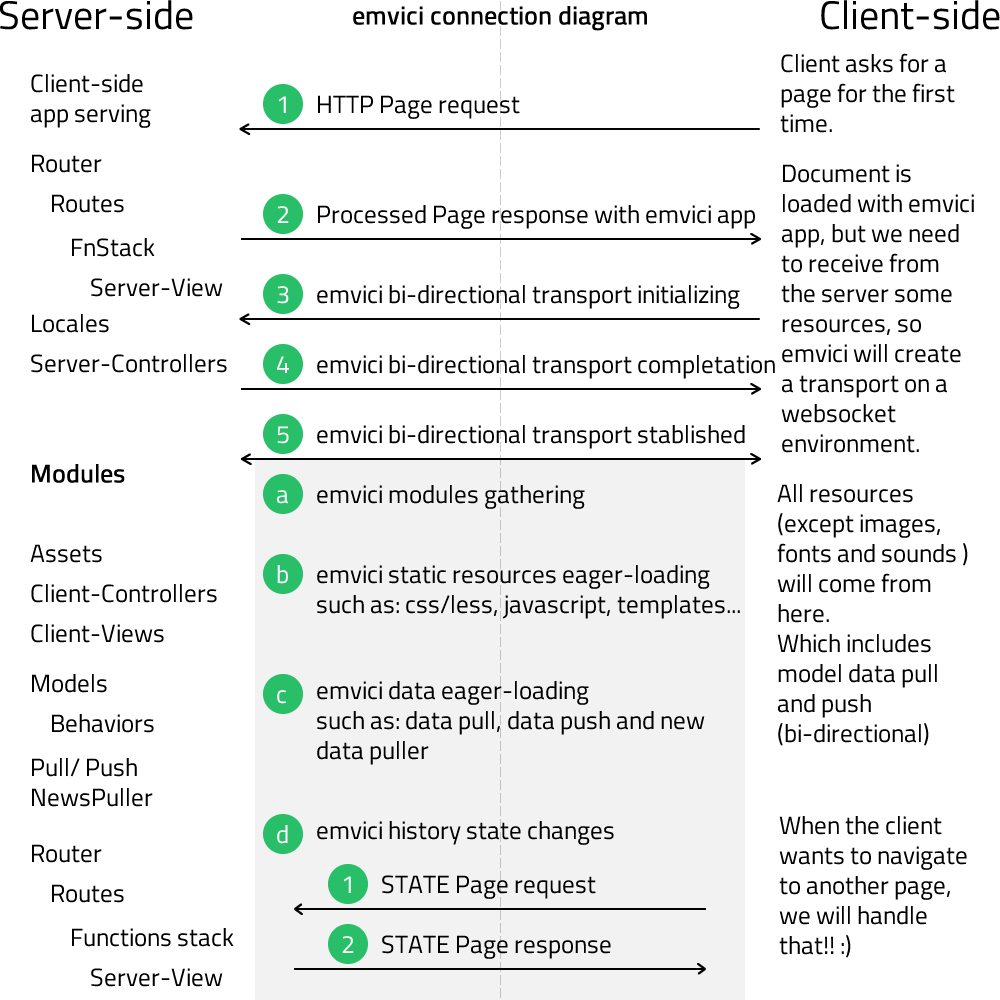 Server-side
emvici connection diagram
Client-side
Client-side
app serving
1
HTTP Page request
Client asks for a
page for the first
time.
Router
Routes
FnStack
Server-View
Locales
Server-Controllers
2
Processed Page response with emvici app
3
emvici bi-directional transport initializing
4
emvici bi-directional transport completation
5
emvici bi-directional transport stablished
Document is
loaded with emvici
app, but we need
to receive from
the server some
resources, so
emvici will create
a transport on a
websocket
environment.
Modules
a
emvici modules gathering
Assets
Client-Controllers
Client-Views
b
emvici static resources eager-loading
such as: css/less, javascript, templates...
All resources
(except images,
fonts and sounds )
will come from
here.
Which includes
model data pull
and push
(bi-directional)
Models
Behaviors
Pull/ Push
NewsPuller
c
emvici data eager-loading
such as: data pull, data push and new
data puller
d
emvici history state changes
Router
Routes
Functions stack
Server-View
1
STATE Page request
2
STATE Page response
When the client
wants to navigate
to another page,
we will handle
that!! :)